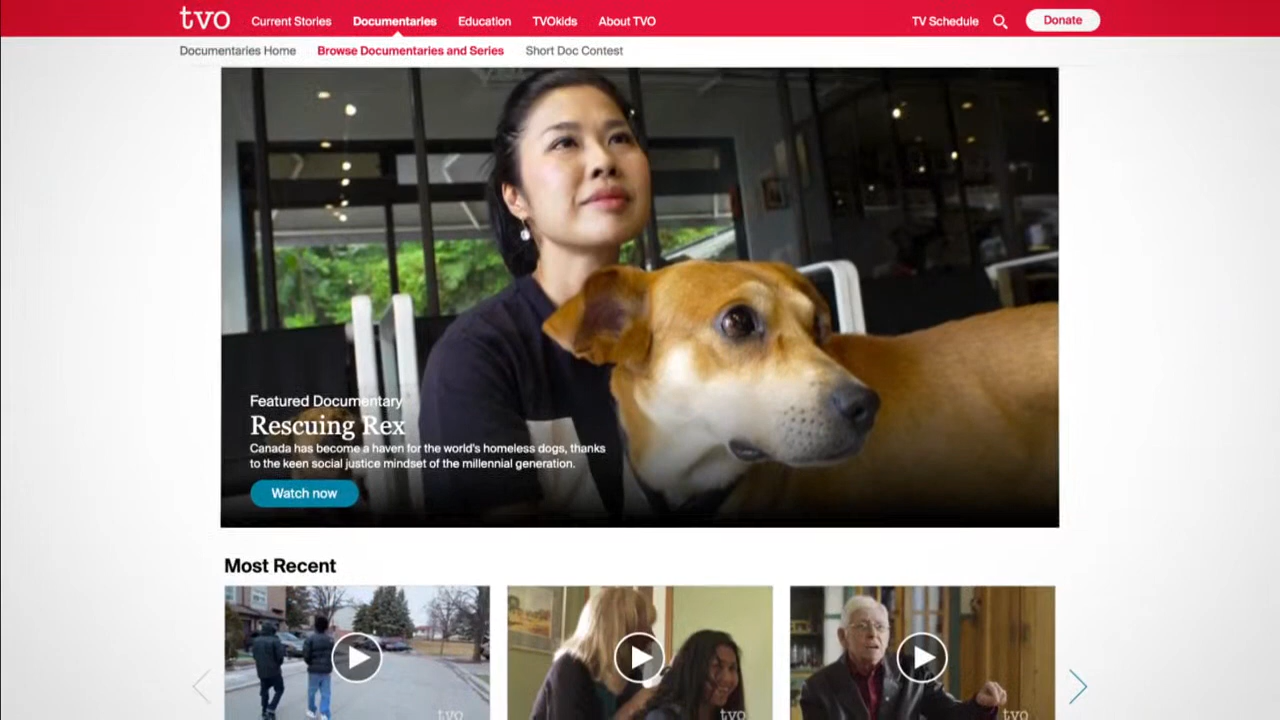 tvo Current Stories Documentaries Education TVOkids About TVO TV Schedule Donate
Documentaries Home Browse Documentaries and Series Short Doc Contest
Featured Documentary
Rescuing Rex
Canada has become a haven for the world's homeless dogs, thanks
to the keen social justice mindset of the millennial generation.
Watch now
Most Recent
tvo tvo tvo